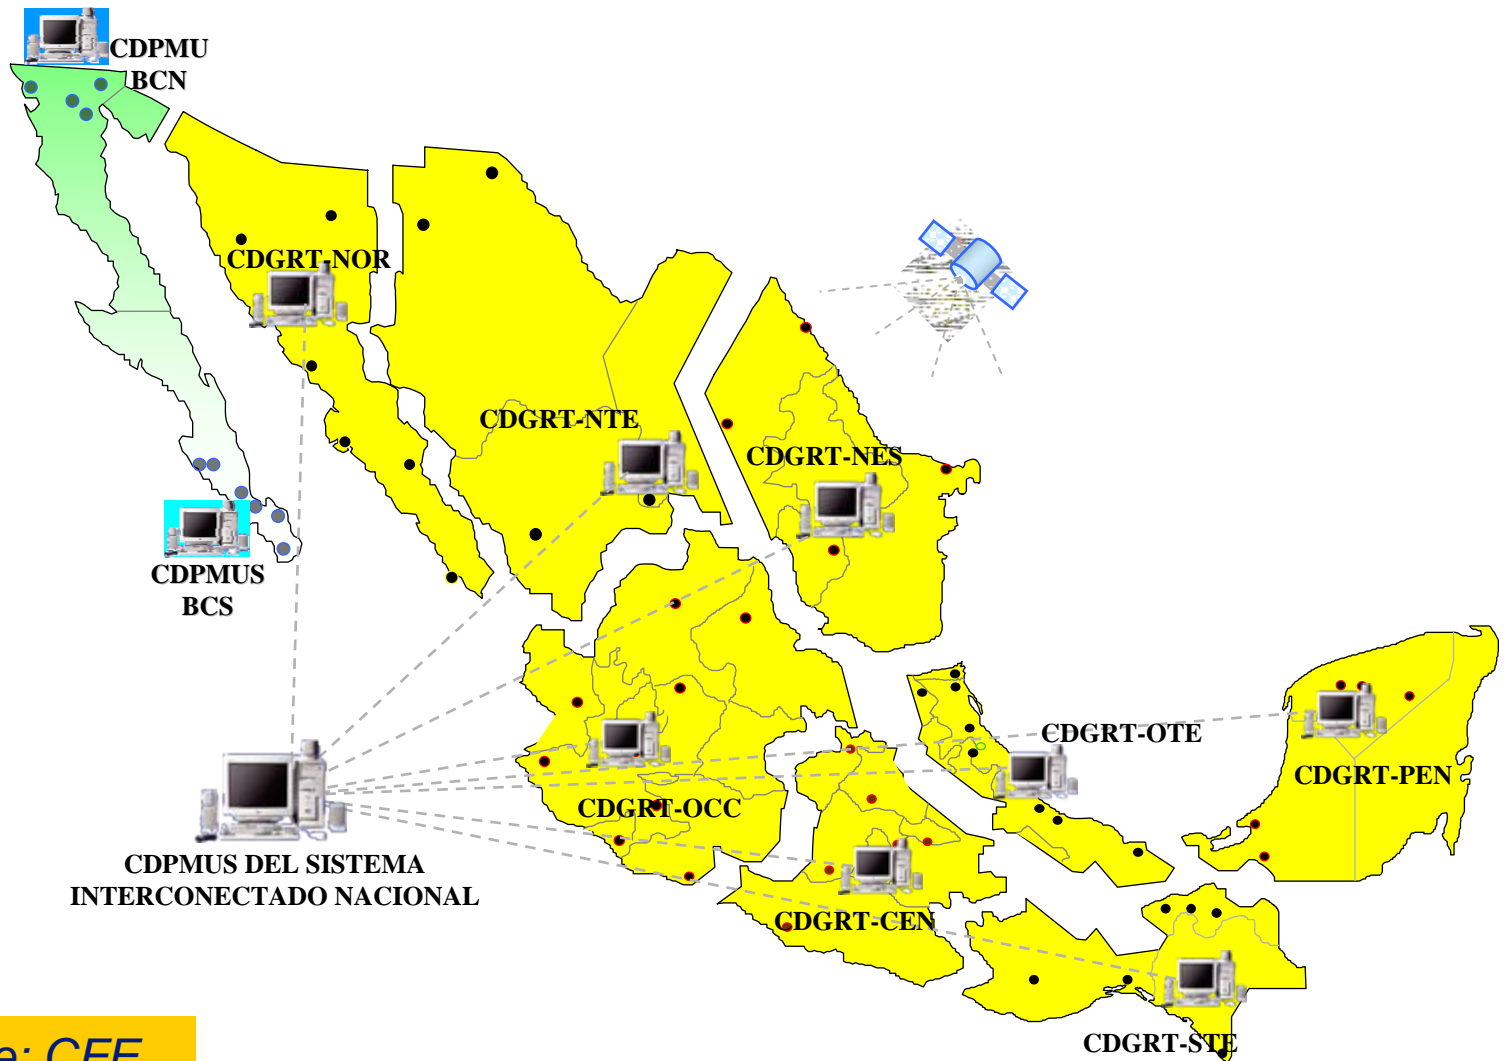 CDPMU
BCN
CDGRT-NOR
CDGRT-NTE
CDGRT-NES
CDPMUS
BCS
CDGRT-OTE
CDGRT-PEN
CDGRT-OCC
CDPMUS DEL SISTEMA
INTERCONECTADO NACIONAL
CDGRT-CEN
CDGRT-STE
e: CFE